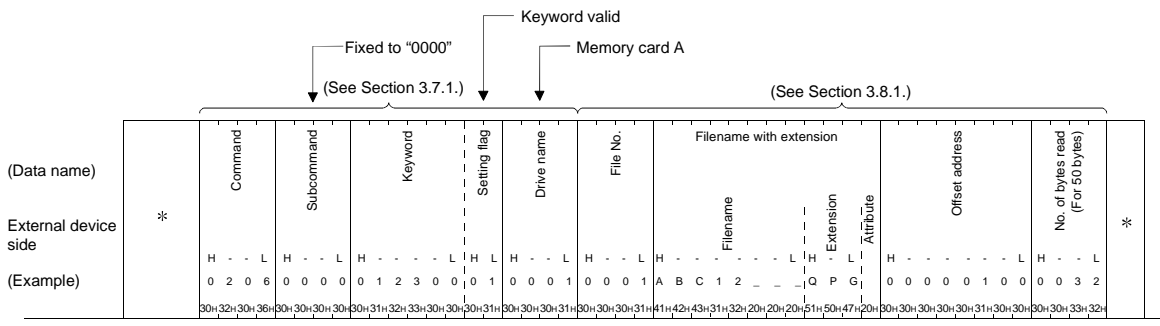 Keyword valid
Fixed to "0000"
Memory card A
(See Section 3.7.1.)
(See Section 3.8.1.)
(Data name)
Command
Subcommand
Keyword
Setting flag
Drive name
File No.
Filename with extension
Filename
Extension
Attribute
Offset address
No. of bytes read
(For 50 bytes)
External device
side
*
*
H - - L H - - L H - - - - L H L H - - L H - - L H - - - - - - L H - L H - - - - - - L H - - L
(Example)
0 2 0 6 0 0 0 0 0 1 2 3 0 0 0 1 0 0 0 1 0 0 0 1 A B C 1 2 _ _ _ Q P G 0 0 0 0 0 1 0 0 0 0 3 2
30H 32H 30H 36H 30H 30H 30H 30H 30H 31H 32H 33H 30H 30H 30H 31H 30H 30H 30H 31H 30H 30H 30H 31H 41H 42H 43H 31H 32H 20H 20H 20H 51H 50H 47H 20H 30H 30H 30H 30H 30H 31H 30H 30H 30H 30H 33H 32H